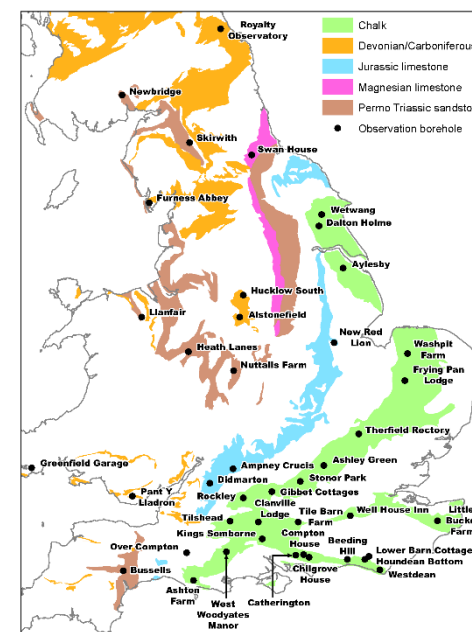 Chalk
Devonian/Carboniferous
Jurassic limestone
Magnesian limestone
Permo Triassic sandsto
Observation borehole
Royalty
Observatory
Newbridge
Skirwith
Swan House
Furness Abbey
Wetwang
Dalton Holme
Aylesby
Hucklow South
Alstonefield
Llanfair
New Red
Lion
Heath Lanes
Nuttalls Farm
Washpit
Farm
Frying Pan
Lodge
Therfield Rectory
Greenfield Garage
Ampney Crucis
Ashley Green
Didmarton
Stonor Park
Pant Y
Lladron
Rockley
Gibbet Cottages
Clanville
Lodge
Tile Barn
Farm
Well House Inn
Little
Bucke
Farm
Tilshead
Kings Somborne
Compton
House
Beeding
Hill
Over Compton
Lower Barn Cottage
Houndean Bottom
Bussells
Chilgrove
House
Westdean
Ashton
Farm
West
Woodyates
Manor
Catherington